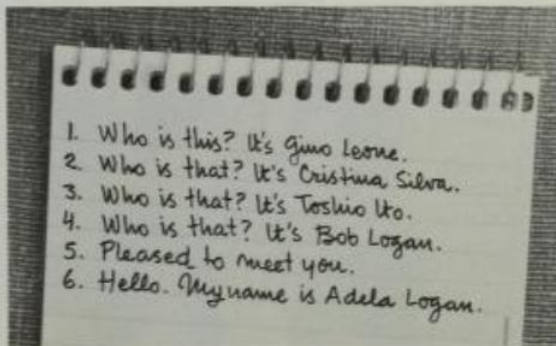 1. Who is this? It's Gino Leone.
2. Who is that? It's Cristina Silva.
3. Who is that? It's Toshio Ito.
4. Who is that? It's Bob Logan.
5. Pleased to meet you.
6. Hello. My name is Adela Logan.